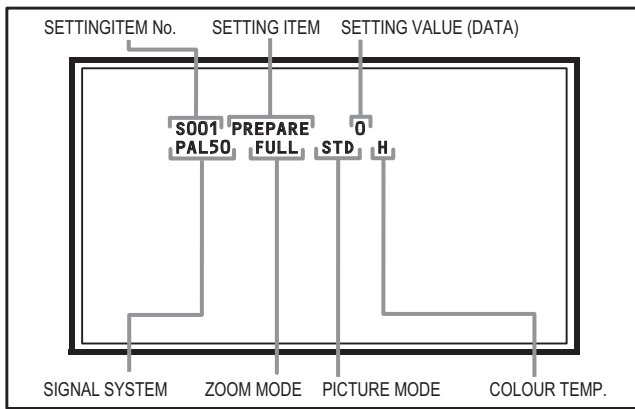 SETTINGITEM No. SETTING ITEM SETTING VALUE (DATA)
S001 PREPARE 0
PAL50 FULL STD H
SIGNAL SYSTEM ZOOM MODE PICTURE MODE COLOUR TEMP.